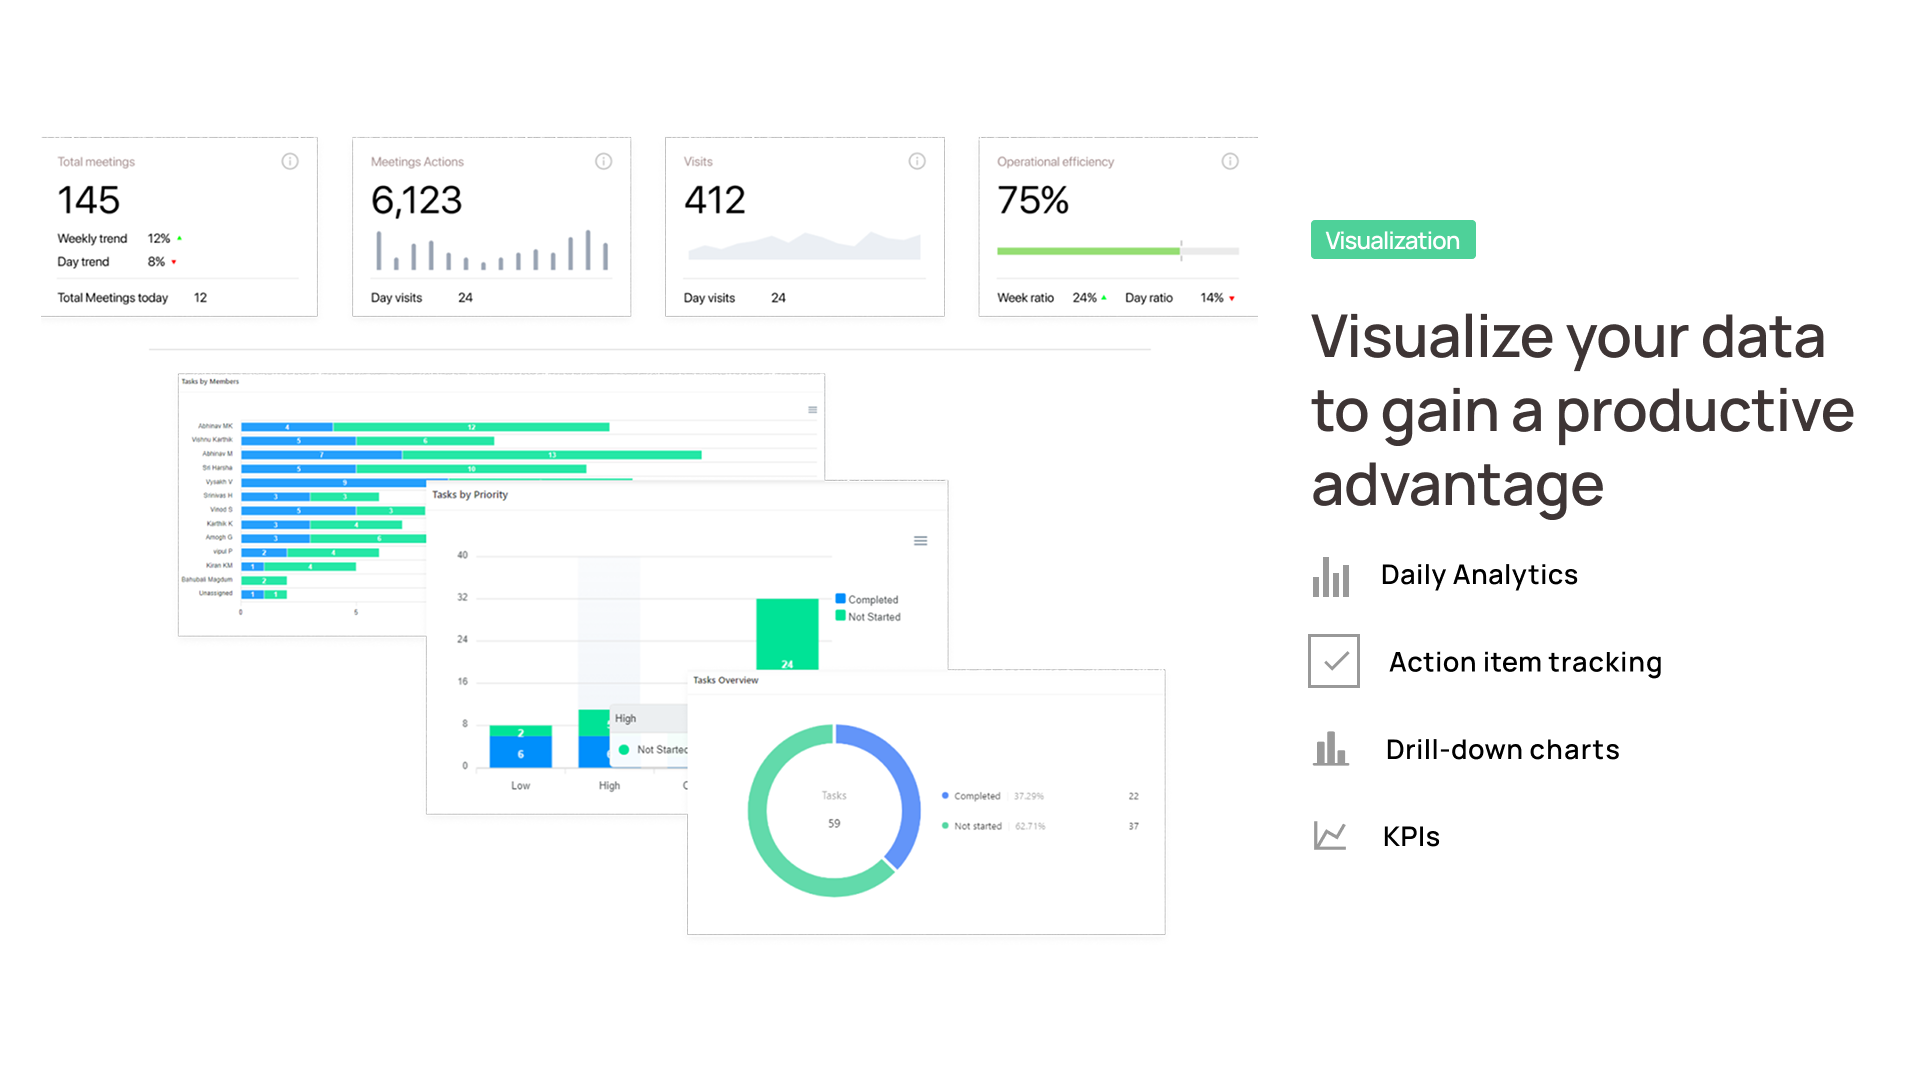 Total meetings
145
Weekly trend 12%
Day trend 8%
Total Meetings today 12
Meetings Actions
6,123
Day visits 24
Visits
412
Day visits 24
Operational efficiency
75%
Week ratio 24% Day ratio 14%
Tasks by Members
Abhinav MK 4 12
Vishnu Karthik 5 6
Abhinav M 7 13
Sri Harsha 5 10
Vysakh V 9
Srinivas H 3 3
Vinod S 5 3
Karthik K 3 4
Amogh G 3 6
vipul P 2 4
Kiran KM 1 4
Bahubali Magdum 2
Unassigned 1 1
0 5
Tasks by Priority
40
32
24
16
8
0
Completed
Not Started
24
2
6
High
Not Started
Low High
Tasks Overview
Tasks
59
Completed 37.29% 22
Not started 62.71% 37
Visualization
Visualize your data
to gain a productive
advantage
Daily Analytics
Action item tracking
Drill-down charts
KPIs